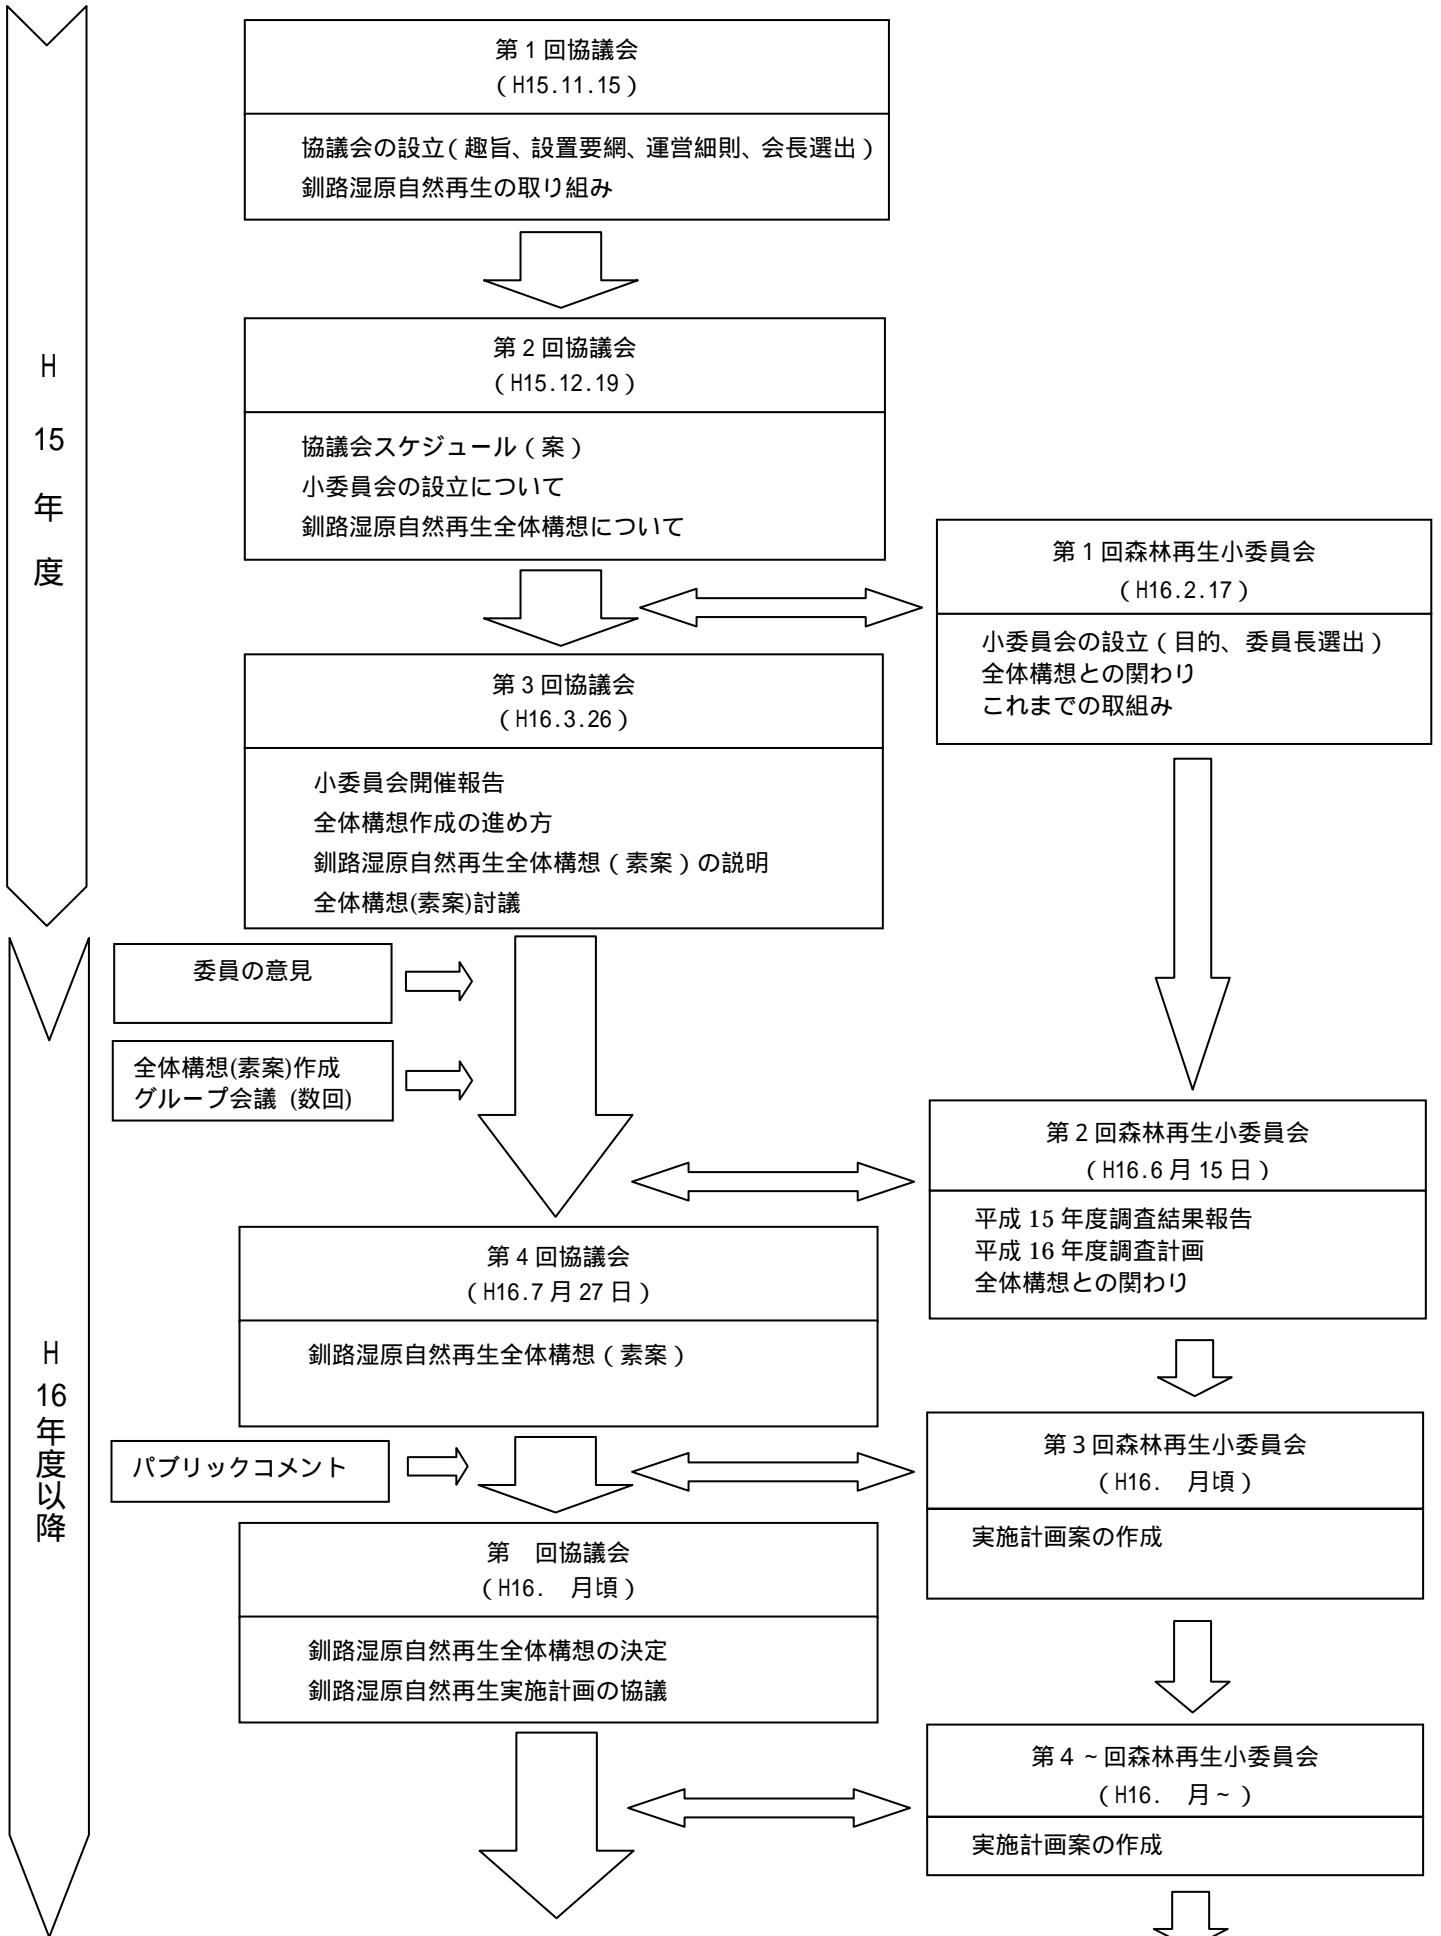 H
15
年
度
第1回協議会
(H15.11.15)
協議会の設立(趣旨、設置要網、運営細則、会長選出)
釧路湿原自然再生の取り組み
第2回協議会
(H15.12.19)
協議会スケジュール(案)
小委員会の設立について
釧路湿原自然再生全体構想について
第1回森林再生小委員会
(H16.2.17)
小委員会の設立(目的、委員長選出)
全体構想との関わり
これまでの取組み
第3回協議会
(H16.3.26)
小委員会開催報告
全体構想作成の進め方
釧路湿原自然再生全体構想(素案)の説明
全体構想(素案)討議
H
16
年
度
以
降
委員の意見
全体構想(素案)作成
グループ会議 (数回)
第2回森林再生小委員会
(H16.6月15日)
平成15年度調査結果報告
平成16年度調査計画
全体構想との関わり
第4回協議会
(H16.7月27日)
釧路湿原自然再生全体構想(素案)
パブリックコメント
第3回森林再生小委員会
(H16. 月頃)
実施計画案の作成
第 回協議会
(H16. 月頃)
釧路湿原自然再生全体構想の決定
釧路湿原自然再生実施計画の協議
第4~回森林再生小委員会
(H16. 月~)
実施計画案の作成